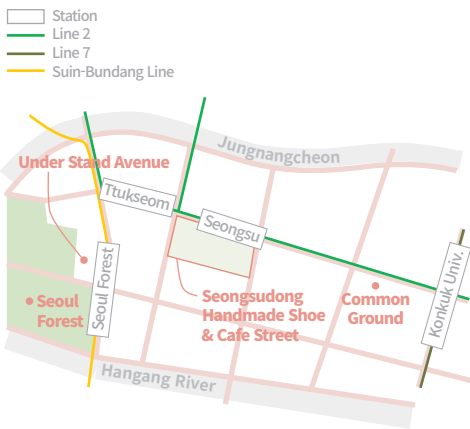 Station
Line 2
Line 7
Suin-Bundang Line
Jungnangcheon
Under Stand Avenue
Ttukseom
Seongsu
Seoul Forest
Konkuk Univ.
Seoul
Forest
Seongsudong
Handmade Shoe
& Cafe Street
Common
Ground
Hangang River